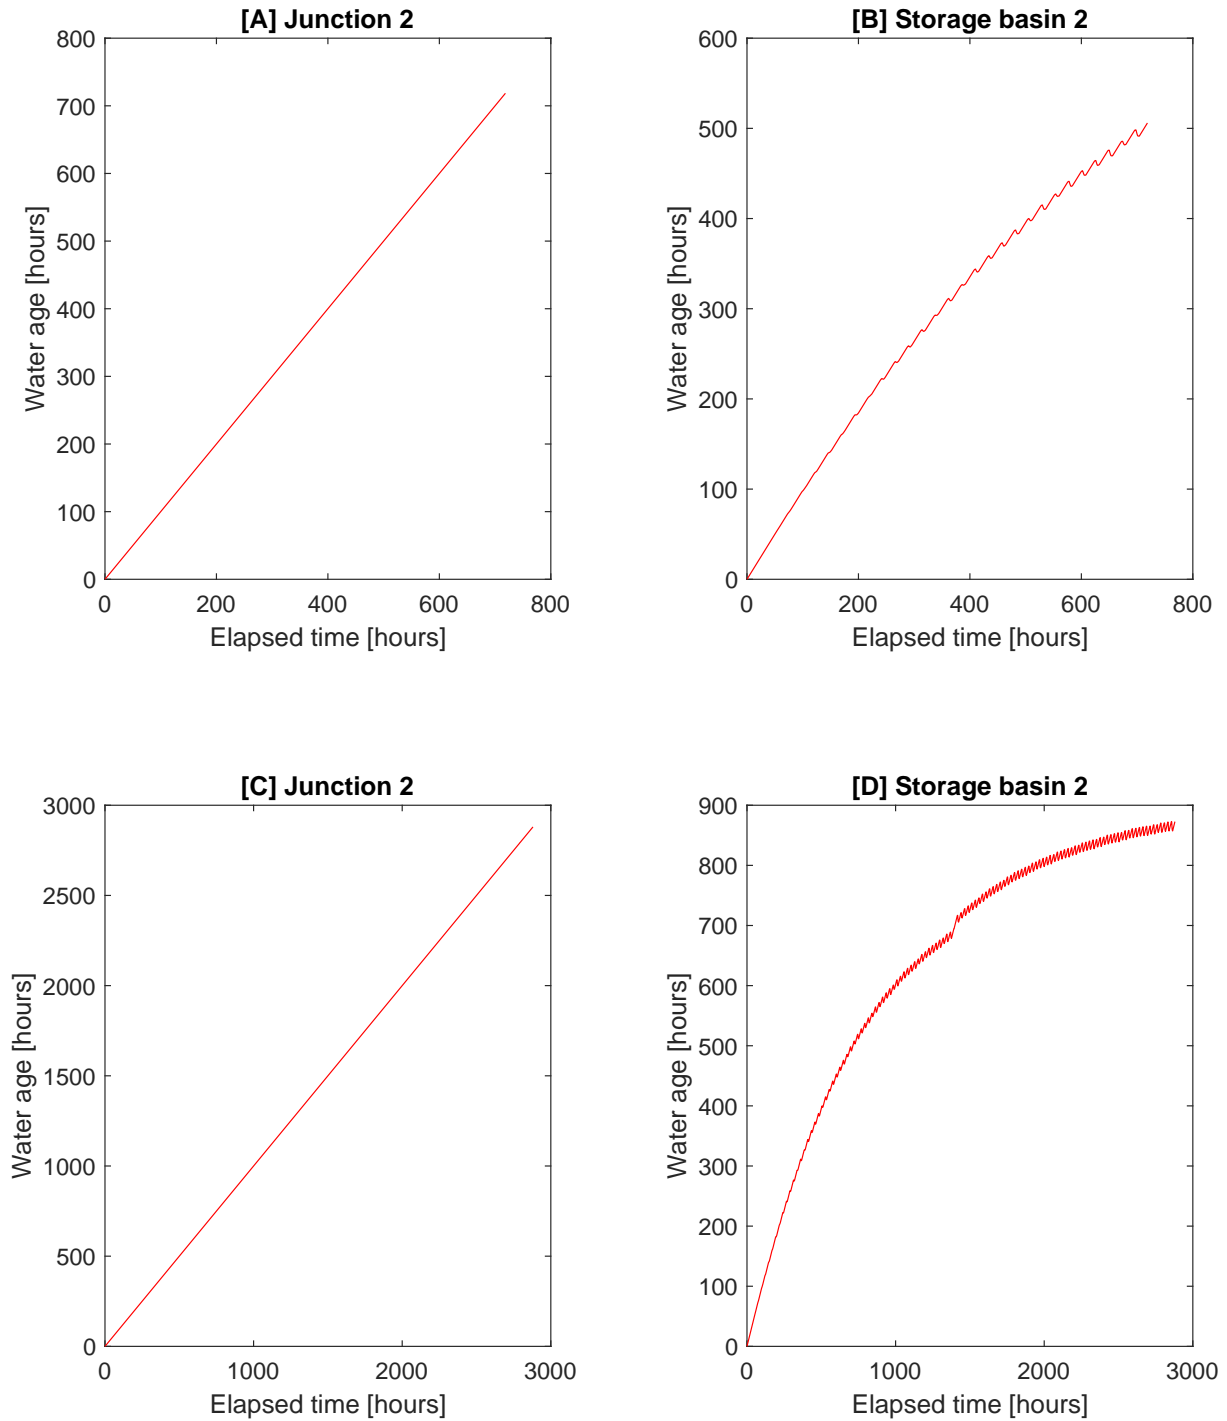 [A] Junction 2
800
700
600
500
400
300
200
100
0
Water age [hours]
0 200 400 600 800
Elapsed time [hours]
[B] Storage basin 2
600
500
400
300
200
100
0
Water age [hours]
0 200 400 600 800
Elapsed time [hours]
[C] Junction 2
3000
2500
2000
1500
1000
500
0
Water age [hours]
0 1000 2000 3000
Elapsed time [hours]
[D] Storage basin 2
900
800
700
600
500
400
300
200
100
0
Water age [hours]
0 1000 2000 3000
Elapsed time [hours]